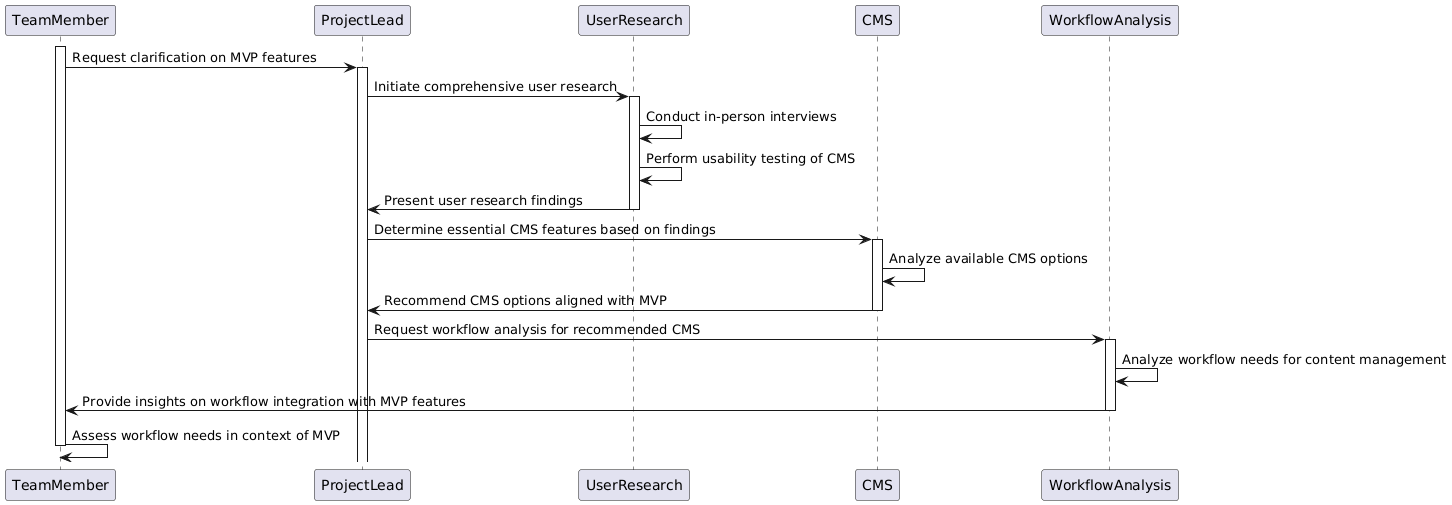 TeamMember
ProjectLead
UserResearch
CMS
WorkflowAnalysis
Request clarification on MVP features
Initiate comprehensive user research
Conduct in-person interviews
Perform usability testing of CMS
Present user research findings
Determine essential CMS features based on findings
Analyze available CMS options
Recommend CMS options aligned with MVP
Request workflow analysis for recommended CMS
Analyze workflow needs for content management
Provide insights on workflow integration with MVP features
Assess workflow needs in context of MVP
TeamMember
ProjectLead
UserResearch
CMS
WorkflowAnalysis